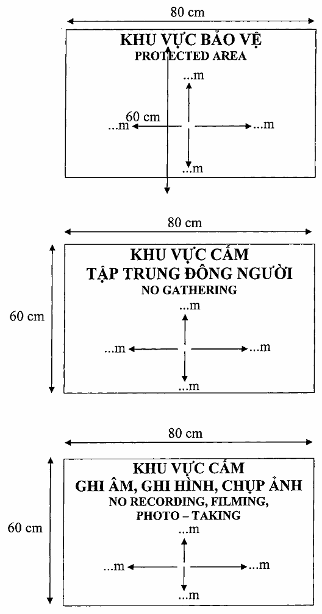 80 cm
KHU VỰC BẢO VỆ
PROTECTED AREA
...m
...m 60 cm ...m
...m
80 cm
KHU VỰC CẤM
TẬP TRUNG ĐÔNG NGƯỜI
NO GATHERING
...m
60 cm
...m ...m
...m
80 cm
KHU VỰC CẤM
GHI ÂM, GHI HÌNH, CHỤP ẢNH
NO RECORDING, FILMING,
PHOTO – TAKING
60 cm
...m
...m ...m
...m